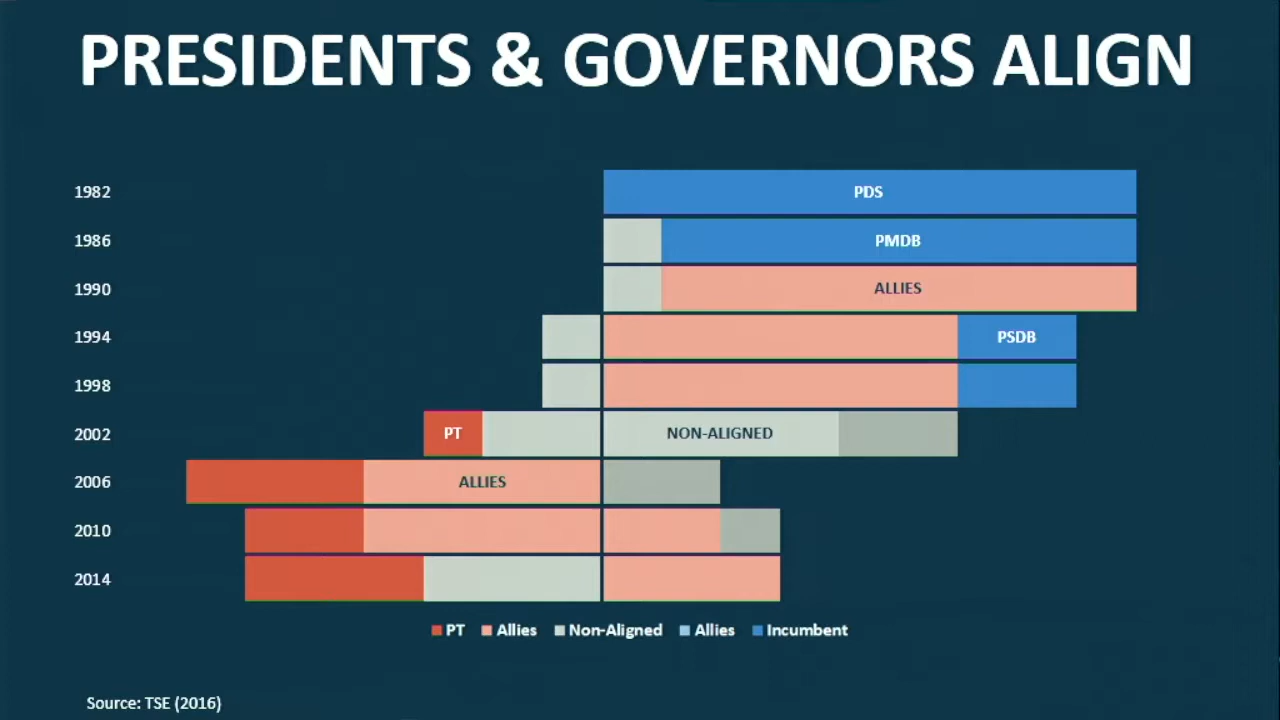 PRESIDENTS & GOVERNORS ALIGN
1982 PDS
1986 PMDB
1990 ALLIES
1994 PSDB
1998
2002 PT NON-ALIGNED
2006 ALLIES
2010
2014
PT Allies Non-Aligned Allies Incumbent
Source: TSE (2016)